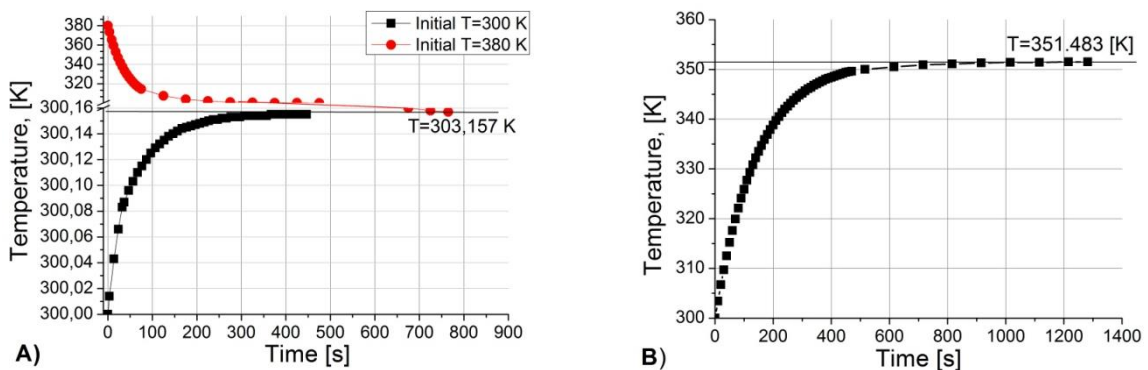 Initial T=300 K
Initial T=380 K
380
360
340
320
300,16
300,14
300,12
300,10
300,08
300,06
300,04
300,02
300,00
Temperature, [K]
T=303,157 K
0 100 200 300 400 500 600 700 800 900
Time [s]
A)
360
350
340
330
320
310
300
Temperature, [K]
T=351.483 [K]
0 200 400 600 800 1000 1200 1400
Time [s]
B)